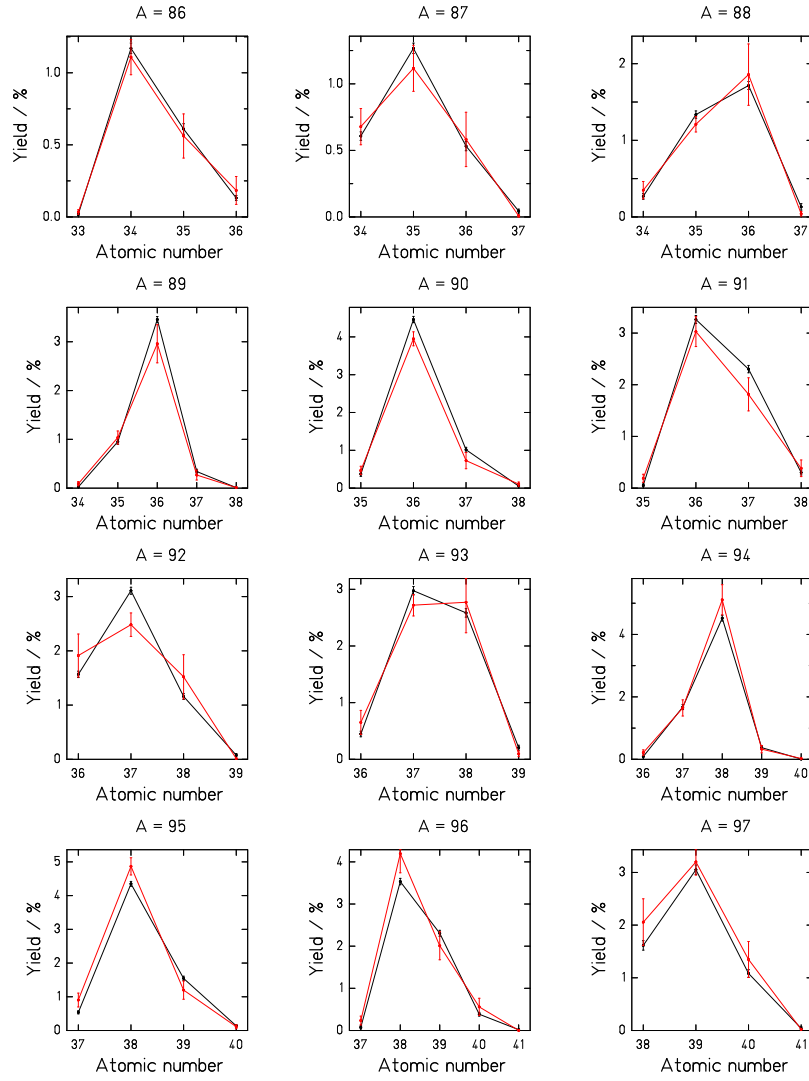 A = 86
A = 87
A = 88
Yield / %
1.0
0.5
0.0
33 34 35 36
Atomic number
Yield / %
1.0
0.5
0.0
34 35 36 37
Atomic number
Yield / %
2
1
0
34 35 36 37
Atomic number
A = 89
A = 90
A = 91
Yield / %
3
2
1
0
34 35 36 37 38
Atomic number
Yield / %
4
3
2
1
0
35 36 37 38
Atomic number
Yield / %
3
2
1
0
35 36 37 38
Atomic number
A = 92
A = 93
A = 94
Yield / %
3
2
1
0
36 37 38 39
Atomic number
Yield / %
3
2
1
0
36 37 38 39
Atomic number
Yield / %
4
2
0
36 37 38 39 40
Atomic number
A = 95
A = 96
A = 97
Yield / %
5
4
3
2
1
0
37 38 39 40
Atomic number
Yield / %
4
2
0
37 38 39 40 41
Atomic number
Yield / %
3
2
1
0
38 39 40 41
Atomic number